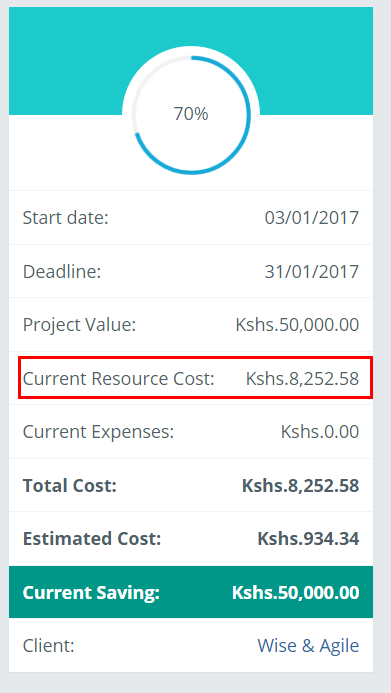 70%
Start date: 03/01/2017
Deadline: 31/01/2017
Project Value: Kshs.50,000.00
Current Resource Cost: Kshs.8,252.58
Current Expenses: Kshs.0.00
Total Cost: Kshs.8,252.58
Estimated Cost: Kshs.934.34
Current Saving: Kshs.50,000.00
Client: Wise & Agile